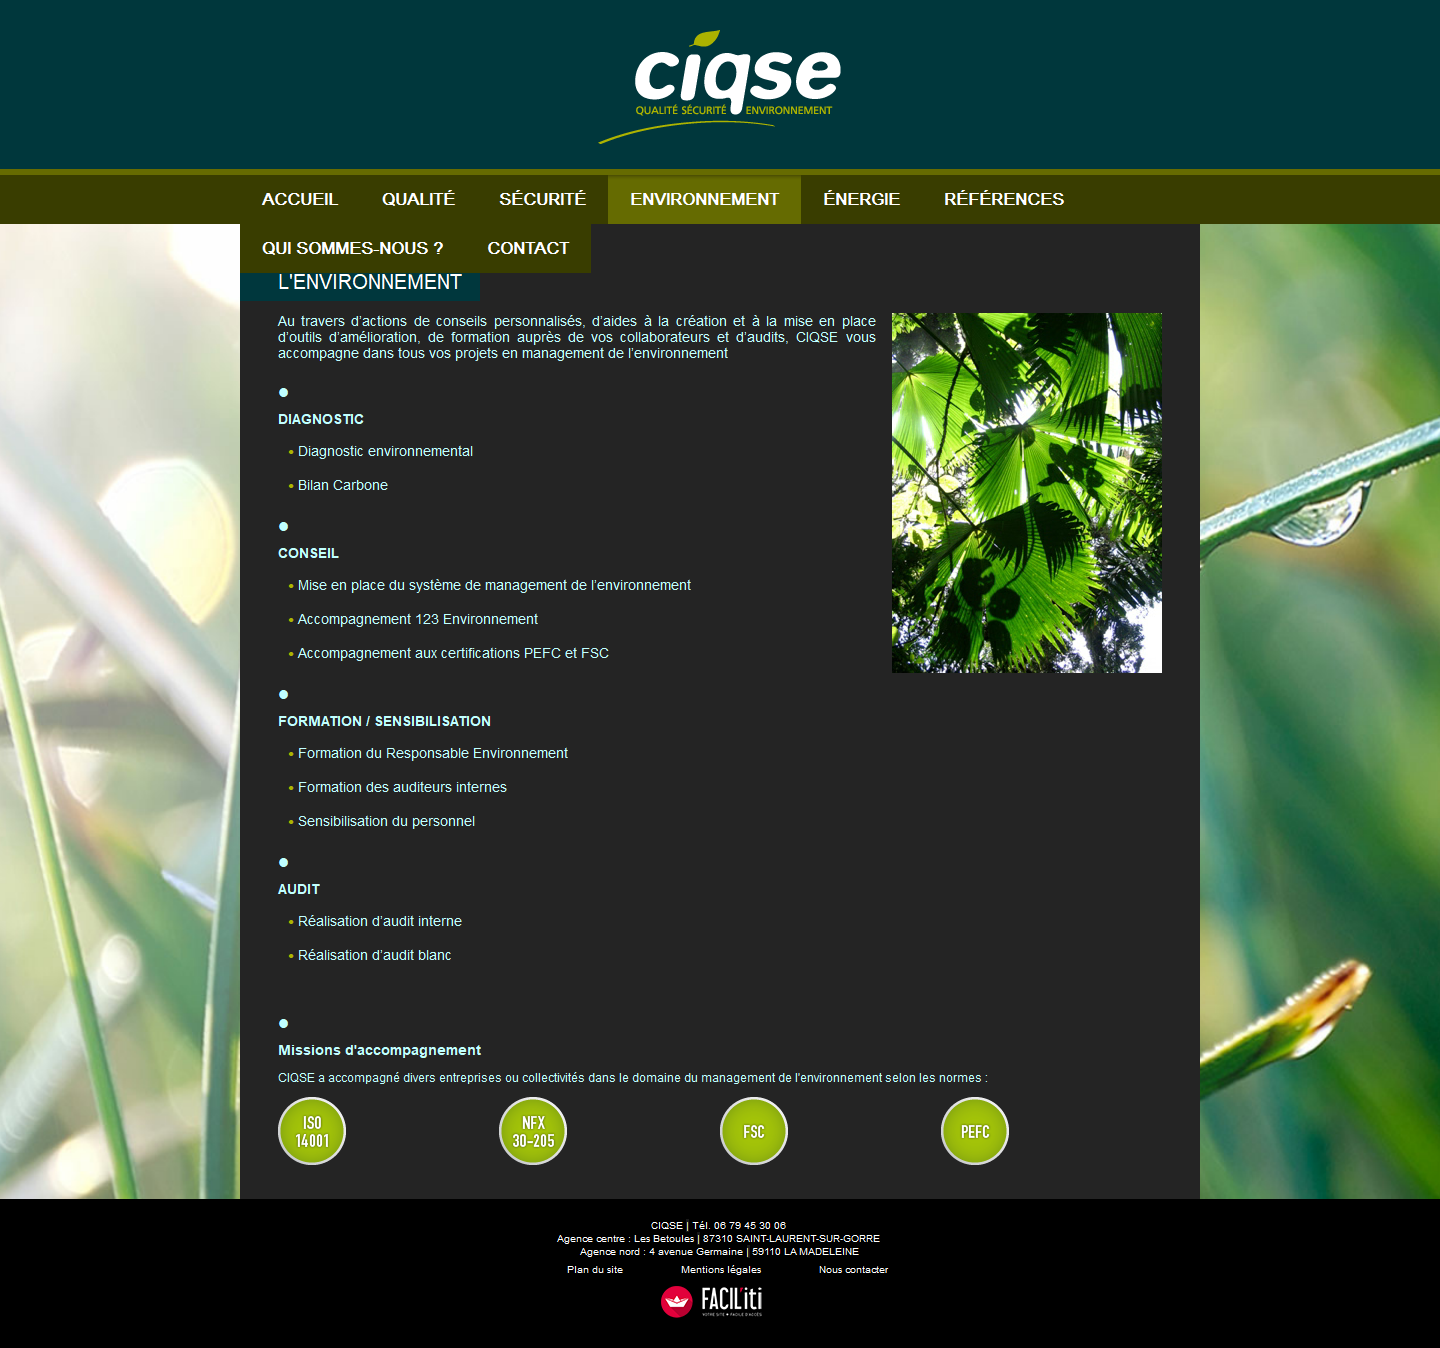 ciqse
QUALITÉ SÉCURITÉ ENVIRONNEMENT
ACCUEIL QUALITÉ SÉCURITÉ ENVIRONNEMENT ÉNERGIE RÉFÉRENCES
QUI SOMMES-NOUS ? CONTACT
L'ENVIRONNEMENT
Au travers d’actions de conseils personnalisés, d’aides à la création et à la mise en place
d’outils d’amélioration, de formation auprès de vos collaborateurs et d’audits, CIQSE vous
accompagne dans tous vos projets en management de l’environnement
DIAGNOSTIC
• Diagnostic environnemental
• Bilan Carbone
CONSEIL
• Mise en place du système de management de l’environnement
• Accompagnement 123 Environnement
• Accompagnement aux certifications PEFC et FSC
FORMATION / SENSIBILISATION
• Formation du Responsable Environnement
• Formation des auditeurs internes
• Sensibilisation du personnel
AUDIT
• Réalisation d’audit interne
• Réalisation d’audit blanc
Missions d'accompagnement
CIQSE a accompagné divers entreprises ou collectivités dans le domaine du management de l'environnement selon les normes :
ISO
14001
NFX
30-205
FSC
PEFC
CIQSE | Tél. 06 79 45 30 06
Agence centre : Les Betoules | 87310 SAINT-LAURENT-SUR-GORRE
Agence nord : 4 avenue Germaine | 59110 LA MADELEINE
Plan du site Mentions légales Nous contacter
FACIL'iti
VOTRE SITE • FACILE D'ACCÈS